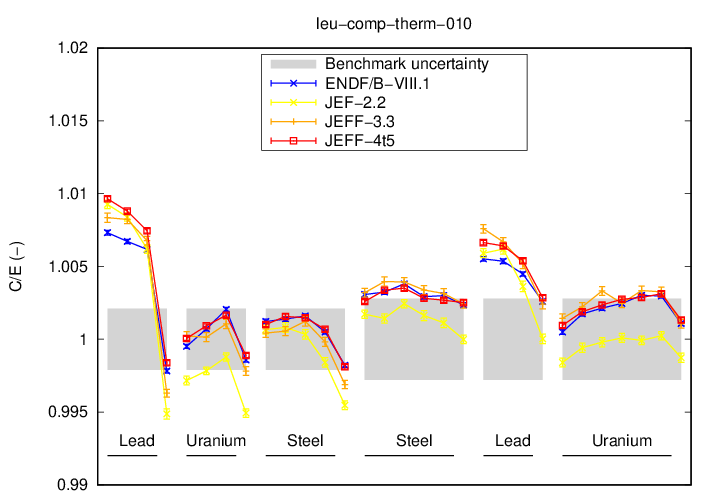 leu−comp−therm−010
1.02
1.015
1.01
1.005
1
0.995
0.99
C/E (−)
Benchmark uncertainty
ENDF/B−VIII.1
JEF−2.2
JEFF−3.3
JEFF−4t5
Lead Uranium Steel Steel Lead Uranium